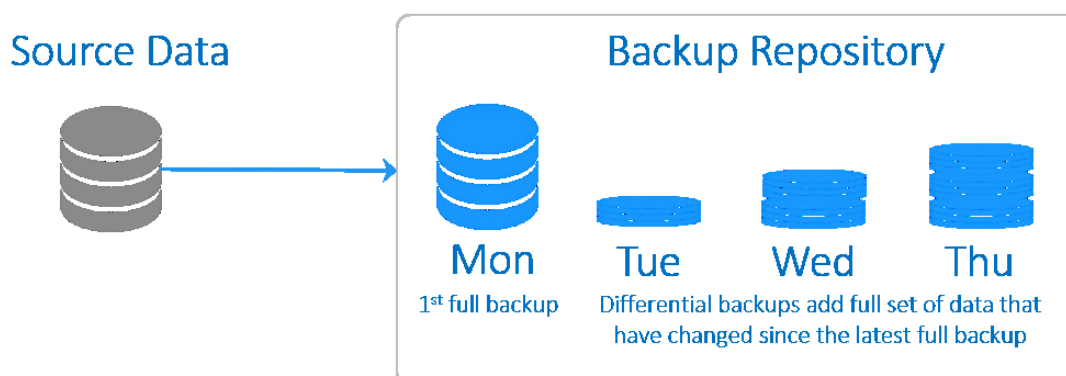 Source Data
Backup Repository
Mon
Tue
Wed
Thu
1st full backup
Differential backups add full set of data that
have changed since the latest full backup